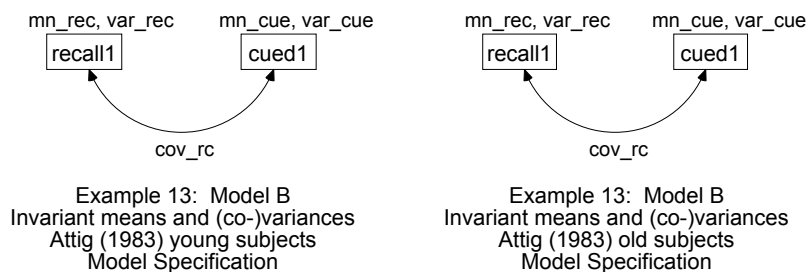 mn_rec, var_rec
mn_cue, var_cue
recall1
cued1
cov_rc
Example 13: Model B
Invariant means and (co-)variances
Attig (1983) young subjects
Model Specification
mn_rec, var_rec
mn_cue, var_cue
recall1
cued1
cov_rc
Example 13: Model B
Invariant means and (co-)variances
Attig (1983) old subjects
Model Specification